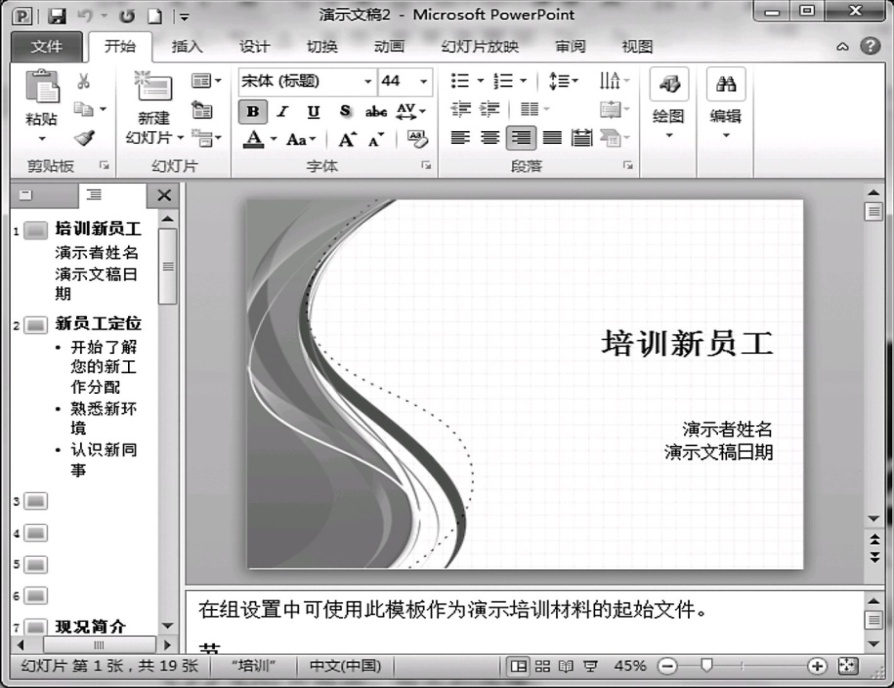 演示文稿2 - Microsoft PowerPoint
文件 开始 插入 设计 切换 动画 幻灯片放映 审阅 视图
宋体 (标题) 44
粘贴 新建 幻灯片 B I U S abc AV 绘图 编辑
A Aa A A
剪贴板 幻灯片 字体 段落
1 培训新员工
演示者姓名
演示文稿日
期
2 新员工定位
• 开始了解
您的新工
作分配
• 熟悉新环
境
• 认识新同
事
3
4
5
6
7 现况简介
培训新员工
演示者姓名
演示文稿日期
在组设置中可使用此模板作为演示培训材料的起始文件。
幻灯片 第 1 张，共 19 张 "培训" 中文(中国) 45%